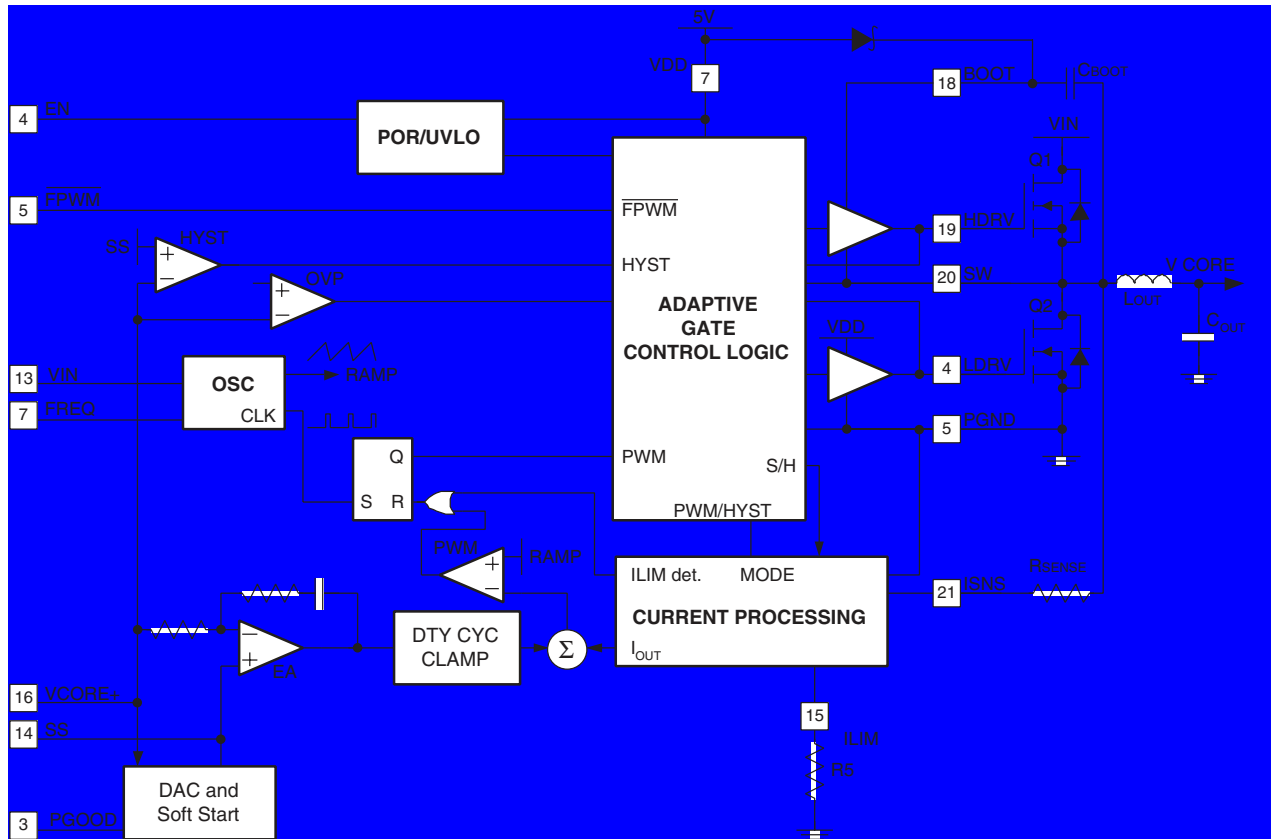 5V
VDD
7
18
BOOT
CBOOT
4
EN
POR/UVLO
VIN
Q1
5
FPWM
FPWM
SS
HYST
+
−
HYST
19
HDRV
OVP
+
−
20
SW
V CORE
LOUT
COUT
ADAPTIVE
GATE
CONTROL LOGIC
Q2
VDD
13
VIN
OSC
RAMP
4
LDRV
7
FREQ
CLK
5
PGND
Q
PWM
S/H
S
R
PWM/HYST
PWM
+
−
RAMP
ILIM det.
MODE
21
ISNS
RSENSE
CURRENT PROCESSING
IOUT
−
+
EA
DTY CYC
CLAMP
Σ
16
VCORE+
14
SS
15
ILIM
R5
DAC and
Soft Start
3
PGOOD